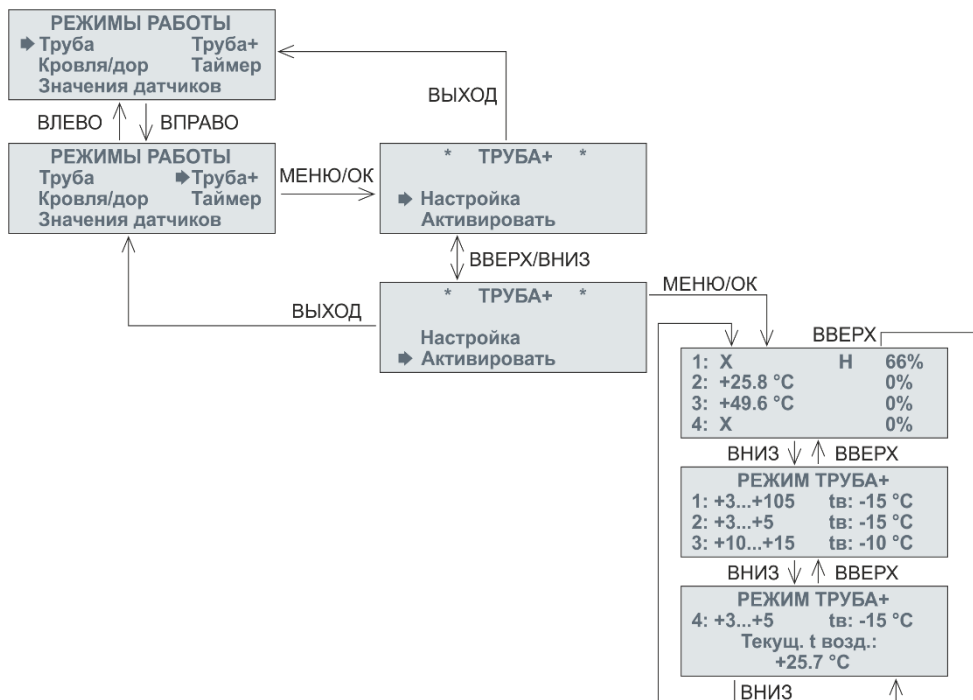 РЕЖИМЫ РАБОТЫ
Труба Труба+
Кровля/дор Таймер
Значения датчиков
ВЛЕВО ВПРАВО
РЕЖИМЫ РАБОТЫ
Труба Труба+
Кровля/дор Таймер
Значения датчиков
МЕНЮ/ОК
ВЫХОД
* ТРУБА+ *
Настройка
Активировать
ВВЕРХ/ВНИЗ
ВЫХОД
* ТРУБА+ *
Настройка
Активировать
МЕНЮ/ОК
ВВЕРХ
1: X Н 66%
2: +25.8 °C 0%
3: +49.6 °C 0%
4: X 0%
ВНИЗ ВВЕРХ
РЕЖИМ ТРУБА+
1: +3...+105 tв: -15 °C
2: +3...+5 tв: -15 °C
3: +10...+15 tв: -10 °C
ВНИЗ ВВЕРХ
РЕЖИМ ТРУБА+
4: +3...+5 tв: -15 °C
Текущ. t возд.:
+25.7 °C
ВНИЗ